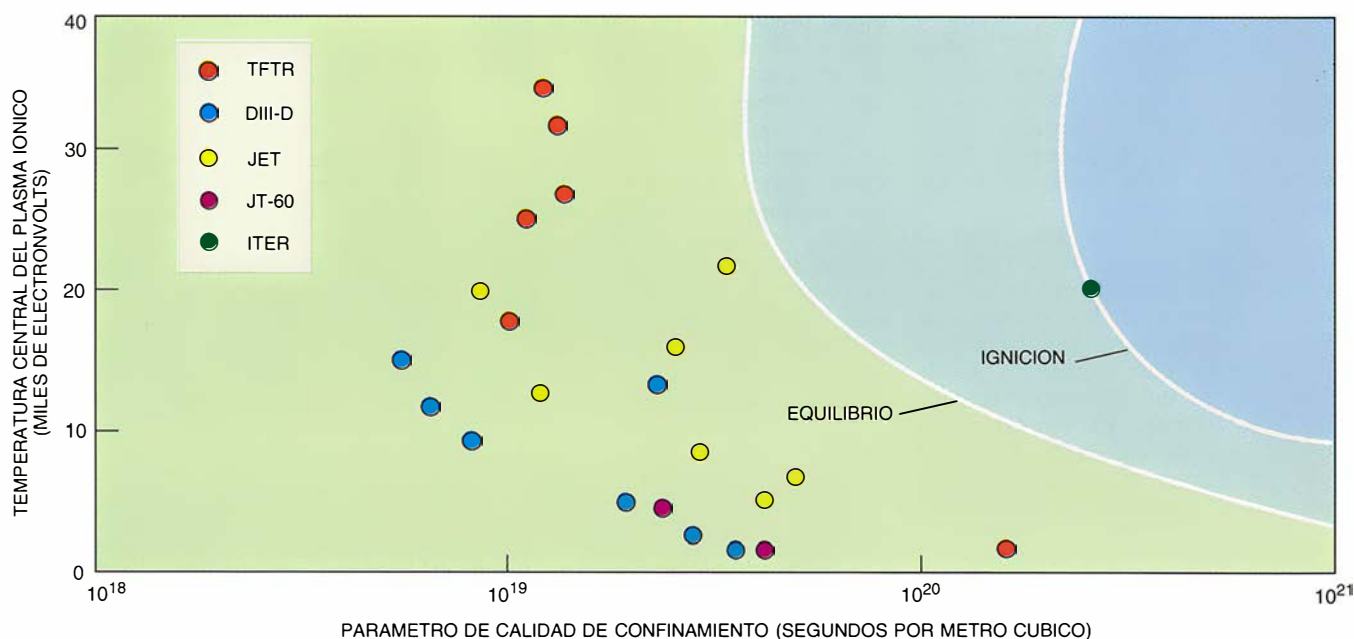 TEMPERATURA CENTRAL DEL PLASMA IONICO
(MILES DE ELECTRONVOLTS)
40
30
20
10
0
TFTR
DIII-D
JET
JT-60
ITER
IGNICION
EQUILIBRIO
10^18
10^19
10^20
10^21
PARAMETRO DE CALIDAD DE CONFINAMIENTO (SEGUNDOS POR METRO CUBICO)